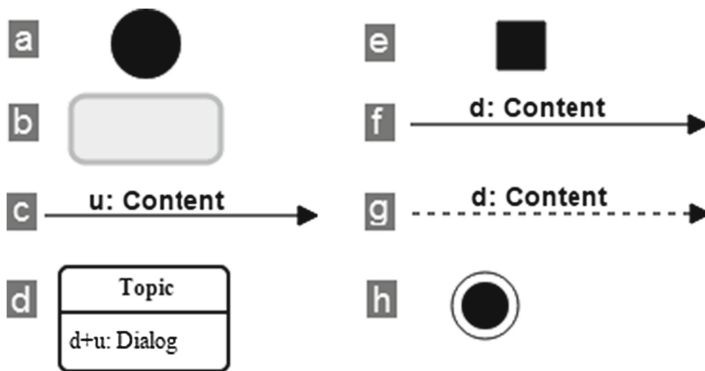 a
b
c u: Content
d Topic
d+u: Dialog
e
f d: Content
g d: Content
h